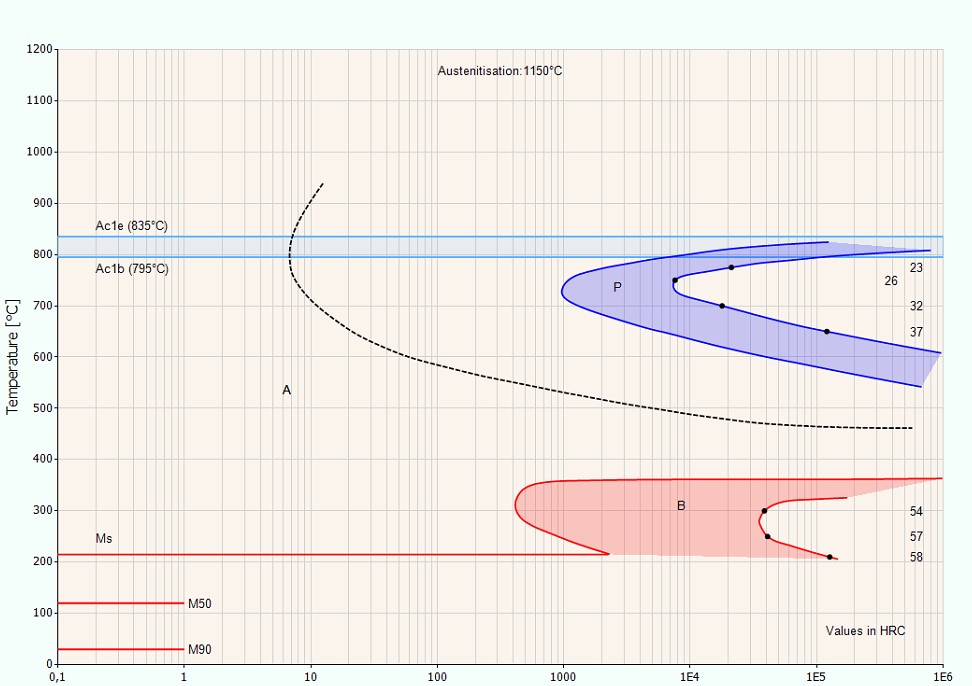 1200
Austenitisation:1150°C
1100
1000
900
Ac1e (835°C)
800
Ac1b (795°C)
23
26
P
700
32
37
600
Temperature [°C]
A
500
400
B
300
54
Ms
57
200
58
M50
100
Values in HRC
M90
0
0,1 1 10 100 1000 1E4 1E5 1E6